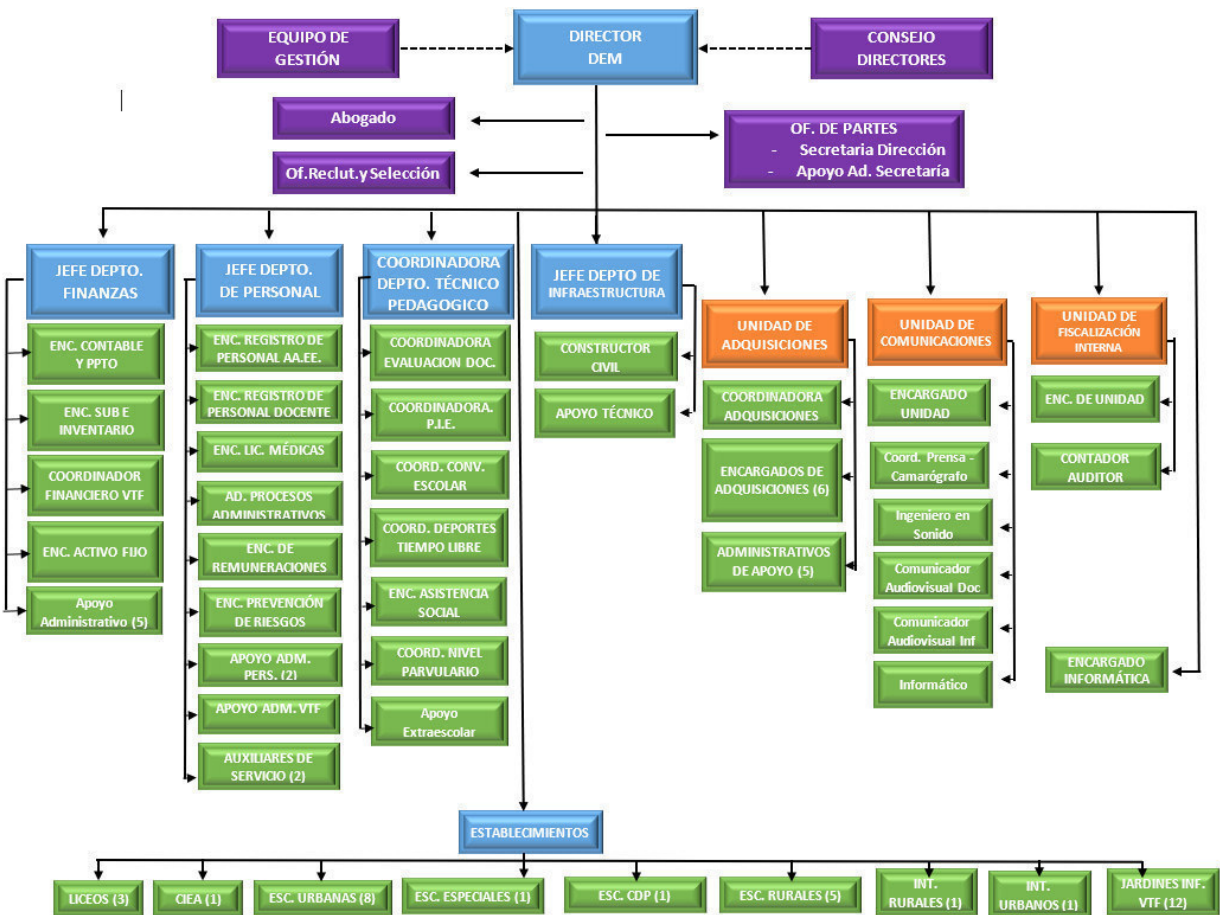 EQUIPO DE
GESTIÓN
DIRECTOR
DEM
CONSEJO
DIRECTORES
Abogado
Of.Reclut.y Selección
OF. DE PARTES
- Secretaria Dirección
- Apoyo Ad. Secretaría
JEFE DEPTO.
FINANZAS
ENC. CONTABLE
Y PPTO
ENC. SUB E
INVENTARIO
COORDINADOR
FINANCIERO VTF
ENC. ACTIVO FIJO
Apoyo
Administrativo (5)
JEFE DEPTO.
DE PERSONAL
ENC. REGISTRO DE
PERSONAL AA.EE.
ENC. REGISTRO DE
PERSONAL DOCENTE
ENC. LIC. MÉDICAS
AD. PROCESOS
ADMINISTRATIVOS
ENC. DE
REMUNERACIONES
ENC. PREVENCIÓN
DE RIESGOS
APOYO ADM.
PERS. (2)
APOYO ADM. VTF
AUXILIARES DE
SERVICIO (2)
COORDINADORA
DEPTO. TÉCNICO
PEDAGOGICO
COORDINADORA
EVALUACION DOC.
COORDINADORA.
P.I.E.
COORD. CONV.
ESCOLAR
COORD. DEPORTES
TIEMPO LIBRE
ENC. ASISTENCIA
SOCIAL
COORD. NIVEL
PARVULARIO
Apoyo
Extraescolar
JEFE DEPTO DE
INFRAESTRUCTURA
CONSTRUCTOR
CIVIL
APOYO TÉCNICO
UNIDAD DE
ADQUISICIONES
COORDINADORA
ADQUISICIONES
ENCARGADOS DE
ADQUISICIONES (6)
ADMINISTRATIVOS
DE APOYO (5)
UNIDAD DE
COMUNICACIONES
ENCARGADO
UNIDAD
Coord. Prensa -
Camarógrafo
Ingeniero en
Sonido
Comunicador
Audiovisual Doc
Comunicador
Audiovisual Inf
Informático
UNIDAD DE
FISCALIZACIÓN
INTERNA
ENC. DE UNIDAD
CONTADOR
AUDITOR
ENCARGADO
INFORMÁTICA
ESTABLECIMIENTOS
LICEOS (3)
CIEA (1)
ESC. URBANAS (8)
ESC. ESPECIALES (1)
ESC. CDP (1)
ESC. RURALES (5)
INT.
RURALES (1)
INT.
URBANOS (1)
JARDINES INF.
VTF (12)